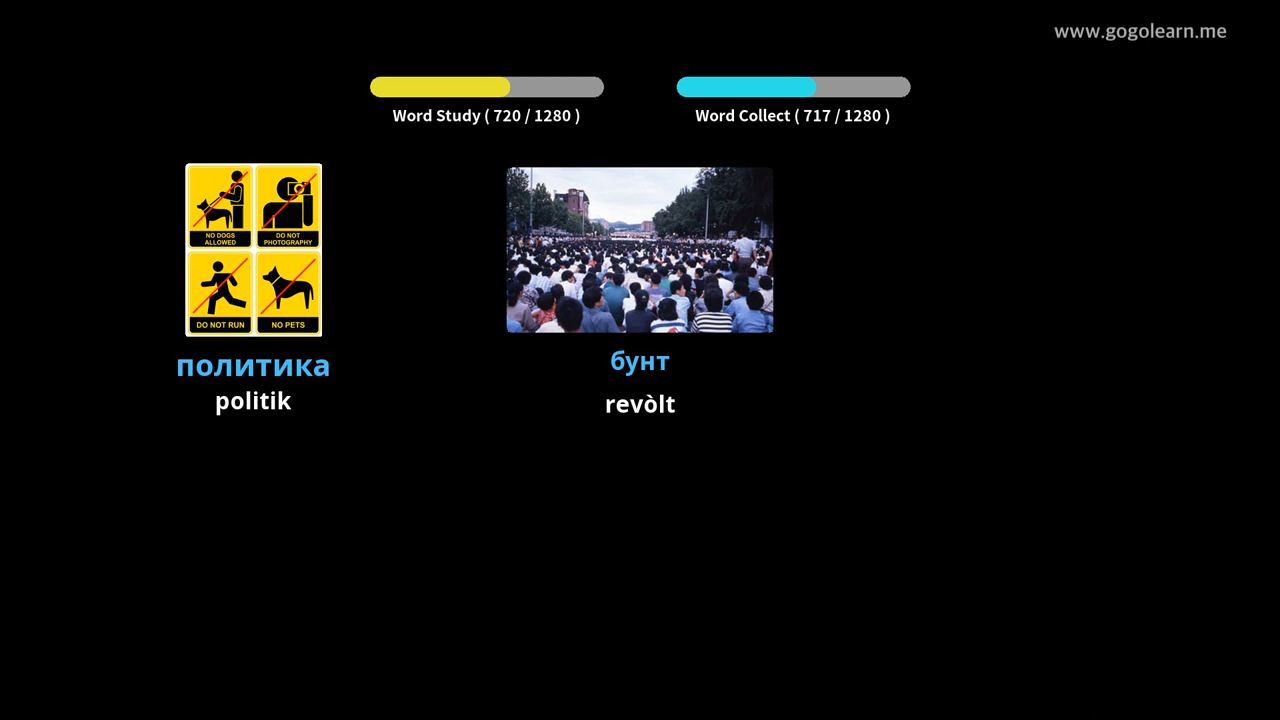 www.gogolearn.me
Word Study ( 720 / 1280 )
Word Collect ( 717 / 1280 )
NO DOGS
ALLOWED
DO NOT
PHOTOGRAPHY
DO NOT RUN
NO PETS
политика
politik
бунт
revòlt